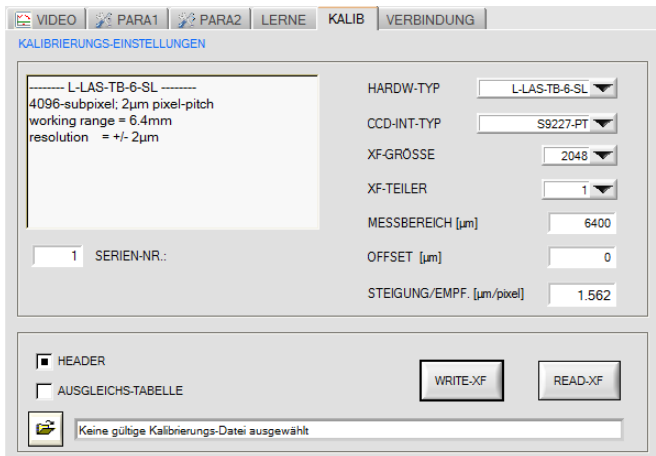 VIDEO PARA1 PARA2 LERNE KALIB VERBINDUNG
KALIBRIERUNGS-EINSTELLUNGEN
-------- L-LAS-TB-6-SL --------
4096-subpixel; 2µm pixel-pitch
working range = 6.4mm
resolution = +/- 2µm
1 SERIEN-NR.:
HARDW-TYP L-LAS-TB-6-SL
CCD-INT-TYP S9227-PT
XF-GRÖSSE 2048
XF-TEILER 1
MESSBEREICH [µm] 6400
OFFSET [µm] 0
STEIGUNG/EMPF. [µm/pixel] 1.562
HEADER
AUSGLEICHS-TABELLE
WRITE-XF READ-XF
Keine gültige Kalibrierungs-Datei ausgewählt